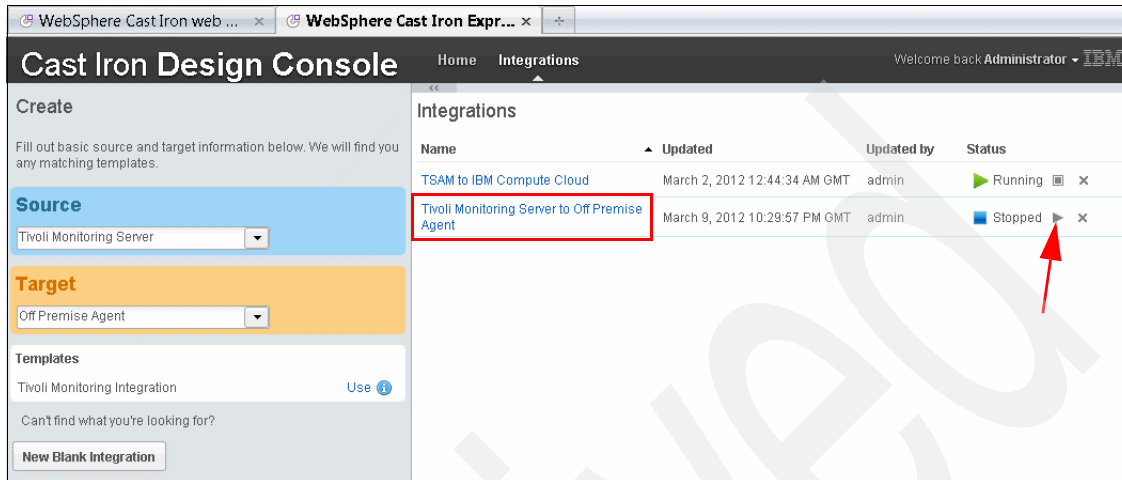 WebSphere Cast Iron web ... × WebSphere Cast Iron Expr... ×
Cast Iron Design Console Home Integrations Welcome back Administrator IBM
<<
Create
Fill out basic source and target information below. We will find you
any matching templates.
Source
Tivoli Monitoring Server
Target
Off Premise Agent
Templates
Tivoli Monitoring Integration Use
Can't find what you're looking for?
New Blank Integration
Integrations
Name Updated Updated by Status
TSAM to IBM Compute Cloud March 2, 2012 12:44:34 AM GMT admin Running ×
Tivoli Monitoring Server to Off Premise
Agent March 9, 2012 10:29:57 PM GMT admin Stopped ×